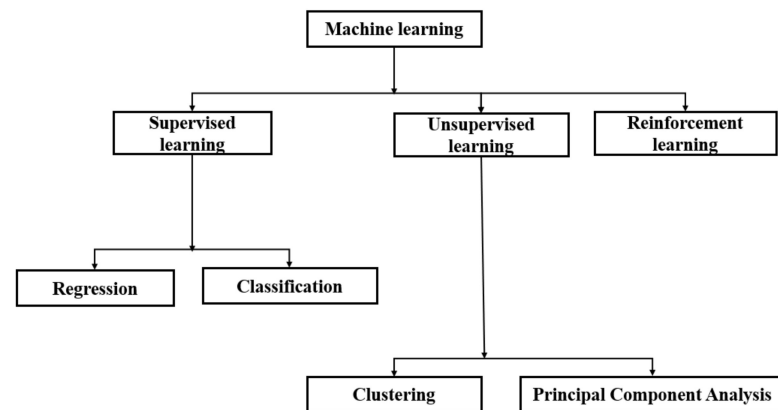 Machine learning
Supervised
learning
Unsupervised
learning
Reinforcement
learning
Regression
Classification
Clustering
Principal Component Analysis